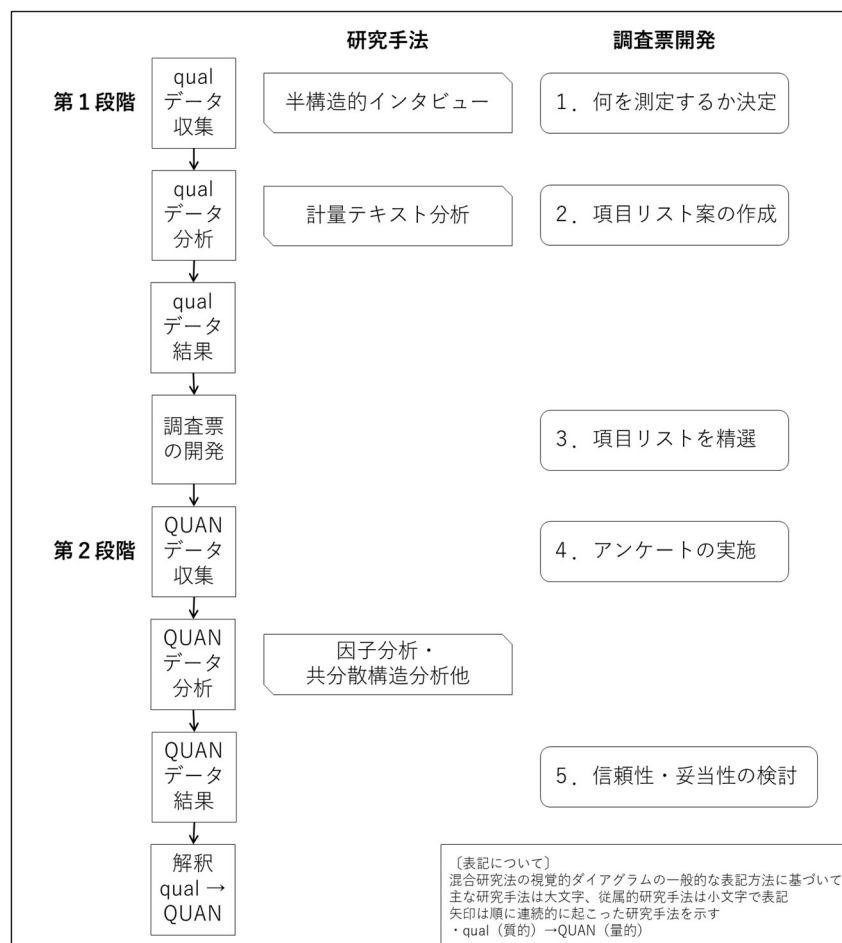 研究手法
調査票開発
第１段階
qual
データ
収集
半構造的インタビュー
1．何を測定するか決定
qual
データ
分析
計量テキスト分析
2．項目リスト案の作成
qual
データ
結果
調査票
の開発
3．項目リストを精選
第２段階
QUAN
データ
収集
4．アンケートの実施
QUAN
データ
分析
因子分析・
共分散構造分析他
QUAN
データ
結果
5．信頼性・妥当性の検討
解釈
qual →
QUAN
〔表記について〕
混合研究法の視覚的ダイアグラムの一般的な表記方法に基づいて
主な研究手法は大文字、従属的研究手法は小文字で表記
矢印は順に連続的に起こった研究手法を示す
・qual（質的）→QUAN（量的）